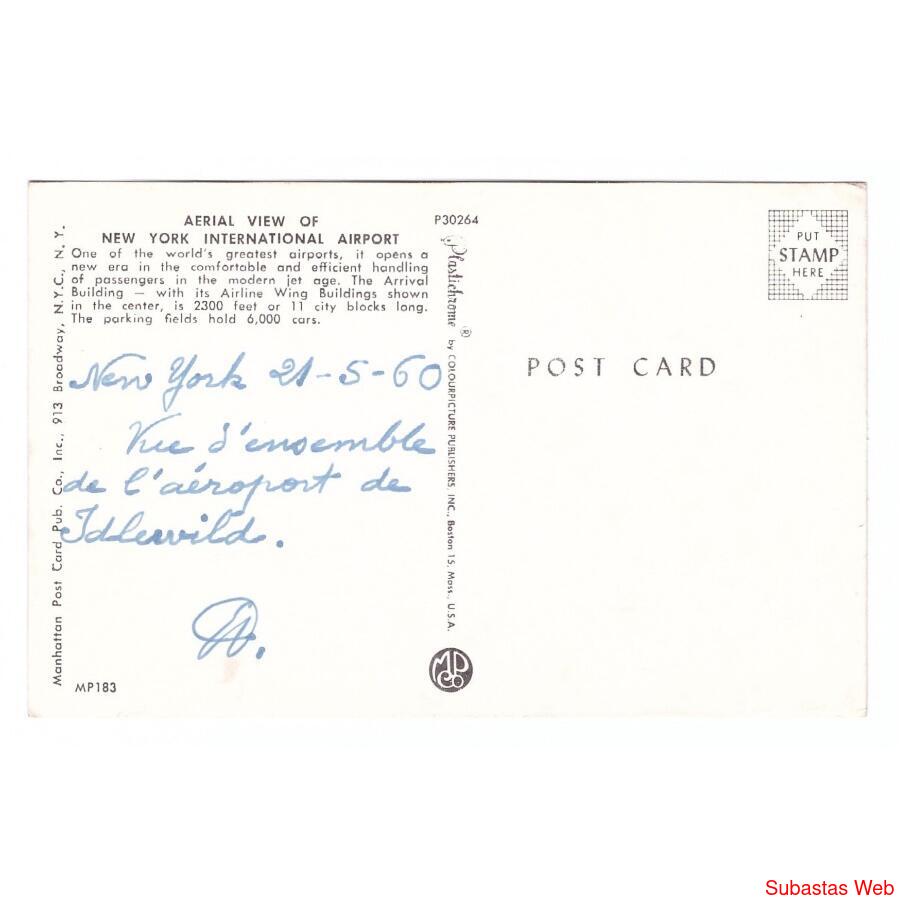 AERIAL VIEW OF
NEW YORK INTERNATIONAL AIRPORT
One of the world's greatest airports, it opens a
new era in the comfortable and efficient handling
of passengers in the modern jet age. The Arrival
Building — with its Airline Wing Buildings shown
in the center, is 2300 feet or 11 city blocks long.
The parking fields hold 6,000 cars.
New York 21-5-60
Vue d'ensemble
de l'aéroport de
Idlewild.
MP183
Manhattan Post Card Pub. Co., Inc., 913 Broadway, N.Y.C., N. Y.
P30264
Plastichrome ® by COLOURPICTURE PUBLISHERS, INC., Boston 15, Mass., U.S.A.
MP
Co
POST CARD
PUT
STAMP
HERE
Subastas Web